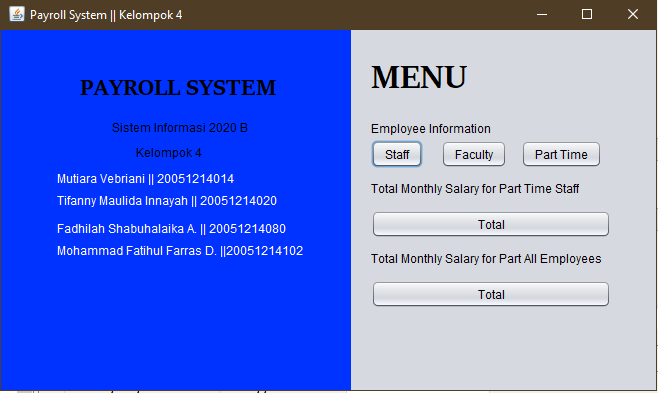 Payroll System || Kelompok 4
PAYROLL SYSTEM
Sistem Informasi 2020 B
Kelompok 4
Mutiara Vebriani || 20051214014
Tifanny Maulida Innayah || 20051214020
Fadhilah Shabuhalaika A. || 20051214080
Mohammad Fatihul Farras D. ||20051214102
MENU
Employee Information
Staff Faculty Part Time
Total Monthly Salary for Part Time Staff
Total
Total Monthly Salary for Part All Employees
Total